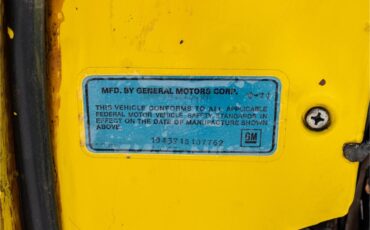 MFD. BY GENERAL MOTORS CORP.
THIS VEHICLE CONFORMS TO ALL APPLICABLE
FEDERAL MOTOR VEHICLE SAFETY STANDARDS IN
EFFECT ON THE DATE OF MANUFACTURE SHOWN
ABOVE
GM